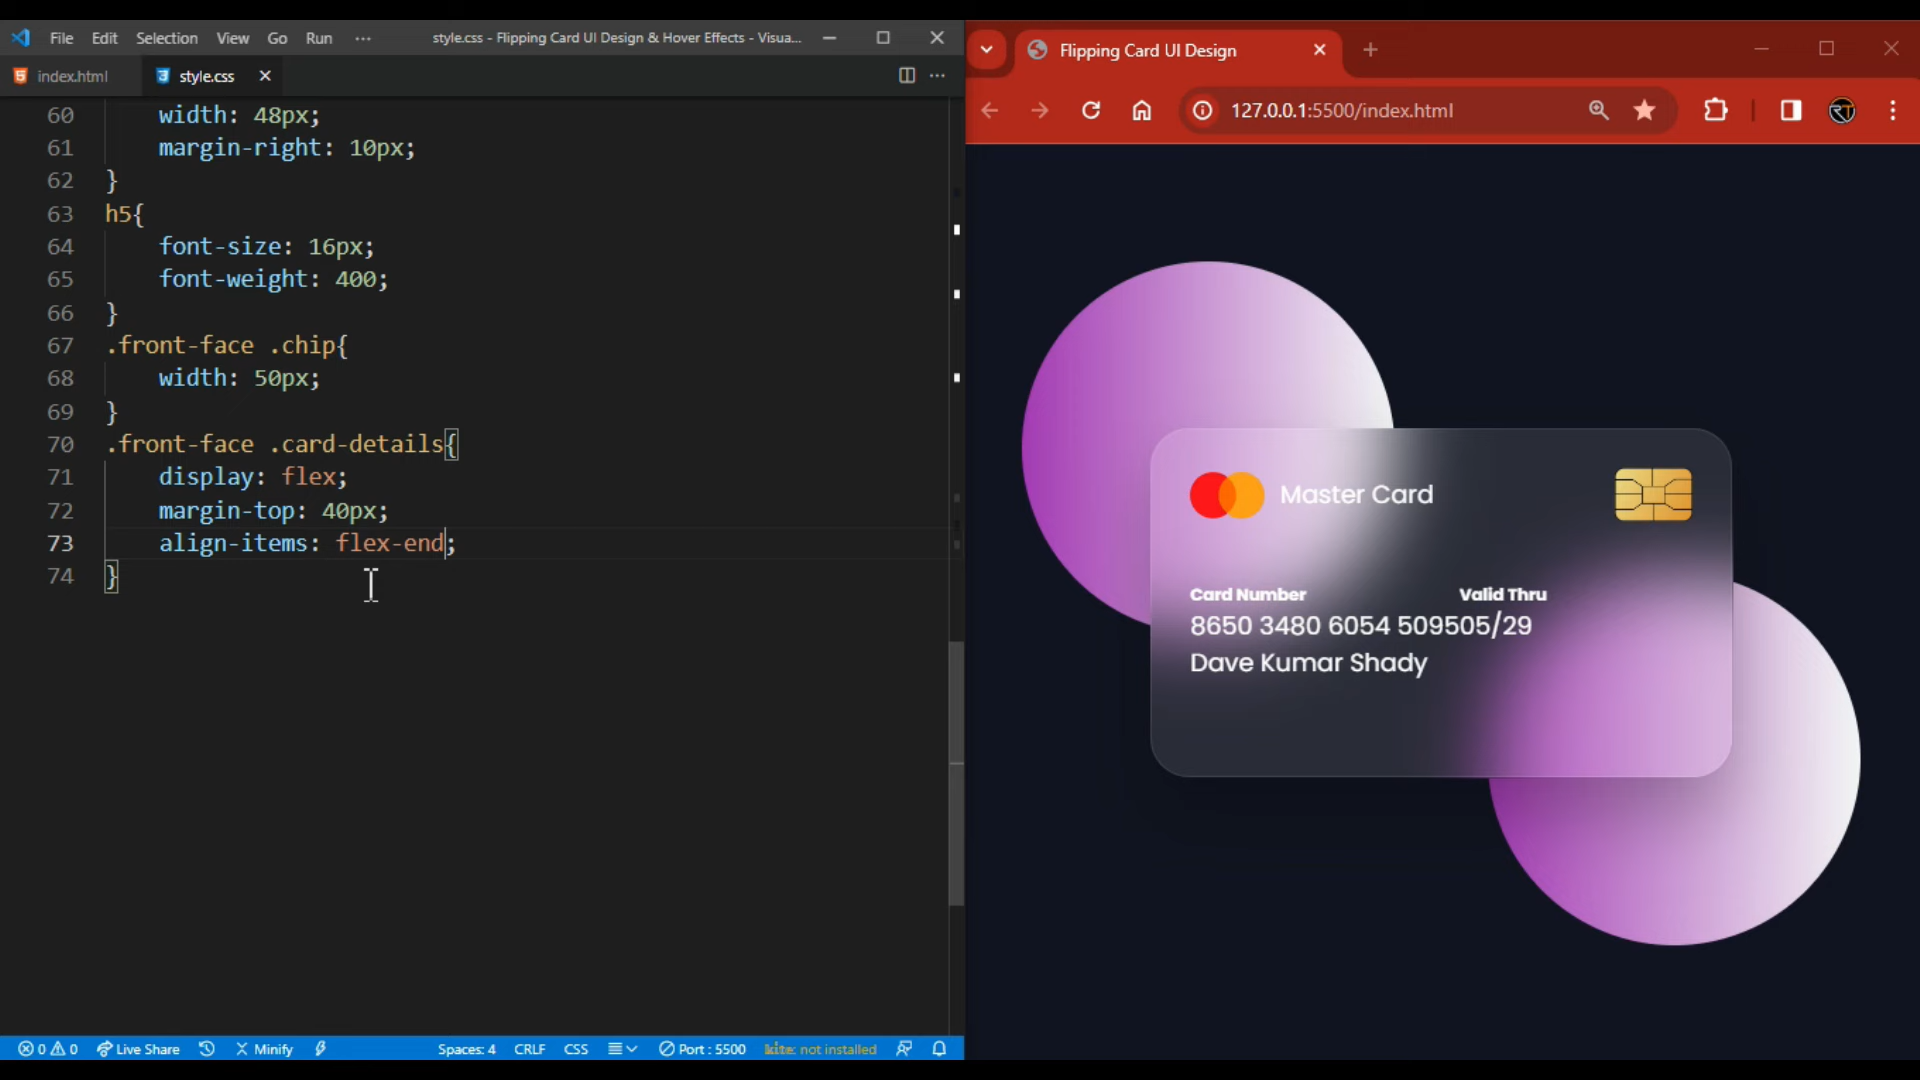 File Edit Selection View Go Run ··· style.css - Flipping Card UI Design & Hover Effects - Visua...
index.html style.css
60 width: 48px;
61 margin-right: 10px;
62 }
63 h5{
64 font-size: 16px;
65 font-weight: 400;
66 }
67 .front-face .chip{
68 width: 50px;
69 }
70 .front-face .card-details{
71 display: flex;
72 margin-top: 40px;
73 align-items: flex-end;
74 }
0 0 Live Share Minify Spaces: 4 CRLF CSS Port : 5500 kite: not installed
Flipping Card UI Design
127.0.0.1:5500/index.html
RT
Master Card
Card Number Valid Thru
8650 3480 6054 509505/29
Dave Kumar Shady